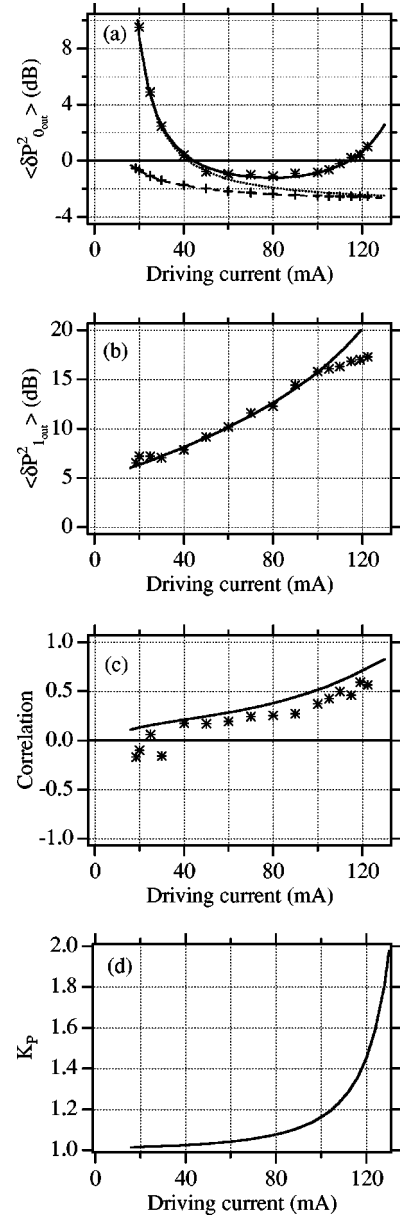 (a)
<δP²0out> (dB)
8
4
0
-4
0 40 80 120
Driving current (mA)
(b)
<δP²1out> (dB)
20
15
10
5
0
0 40 80 120
Driving current (mA)
(c)
Correlation
1.0
0.5
0.0
-0.5
-1.0
0 40 80 120
Driving current (mA)
(d)
KP
2.0
1.8
1.6
1.4
1.2
1.0
0 40 80 120
Driving current (mA)